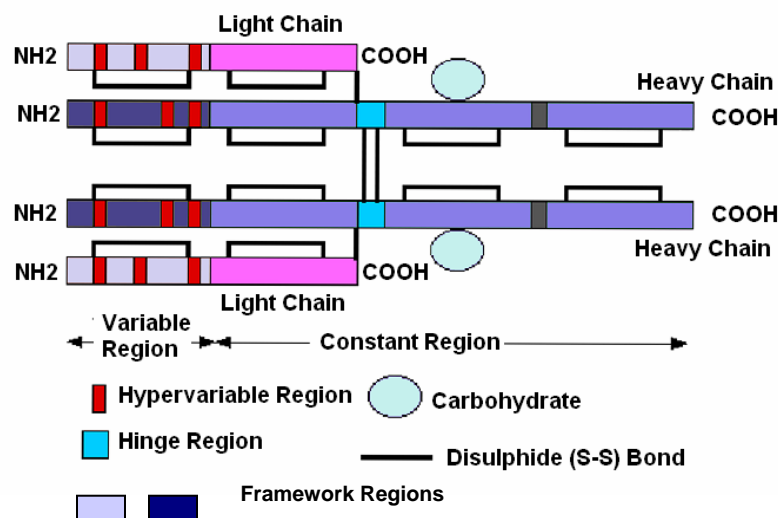 Light Chain
NH2 COOH
Heavy Chain
NH2 COOH
NH2 COOH
Heavy Chain
NH2 COOH
Light Chain
Variable
Region
Constant Region
Hypervariable Region
Carbohydrate
Hinge Region
Disulphide (S-S) Bond
Framework Regions